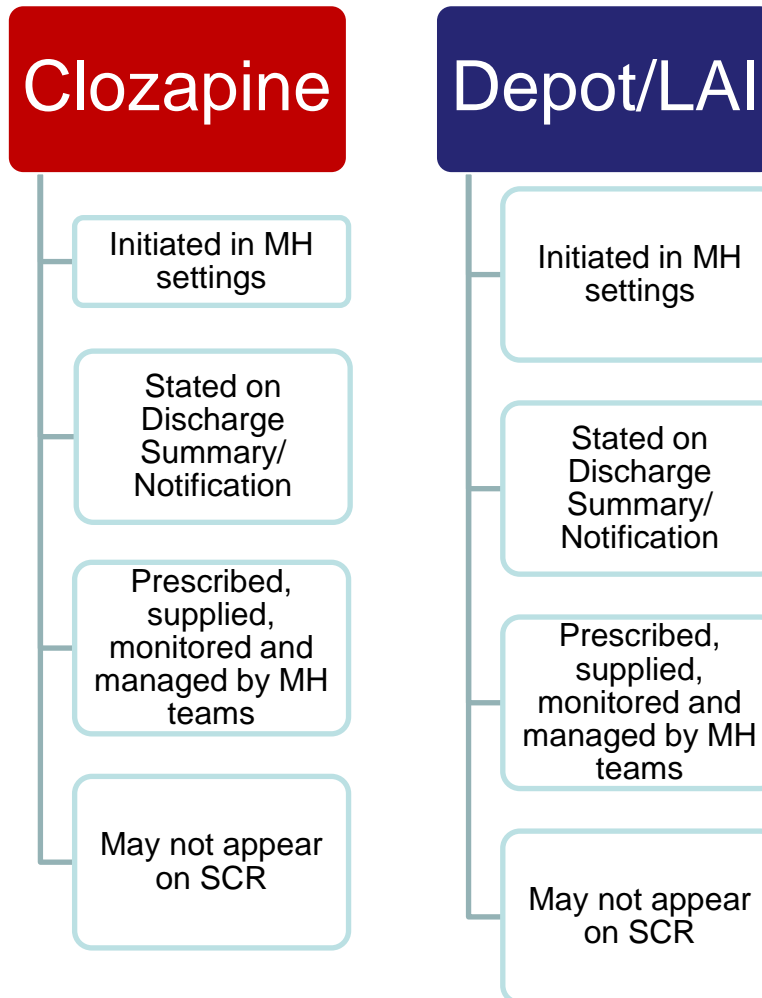 Clozapine
Initiated in MH
settings
Stated on
Discharge
Summary/
Notification
Prescribed,
supplied,
monitored and
managed by MH
teams
May not appear
on SCR
Depot/LAI
Initiated in MH
settings
Stated on
Discharge
Summary/
Notification
Prescribed,
supplied,
monitored and
managed by MH
teams
May not appear
on SCR